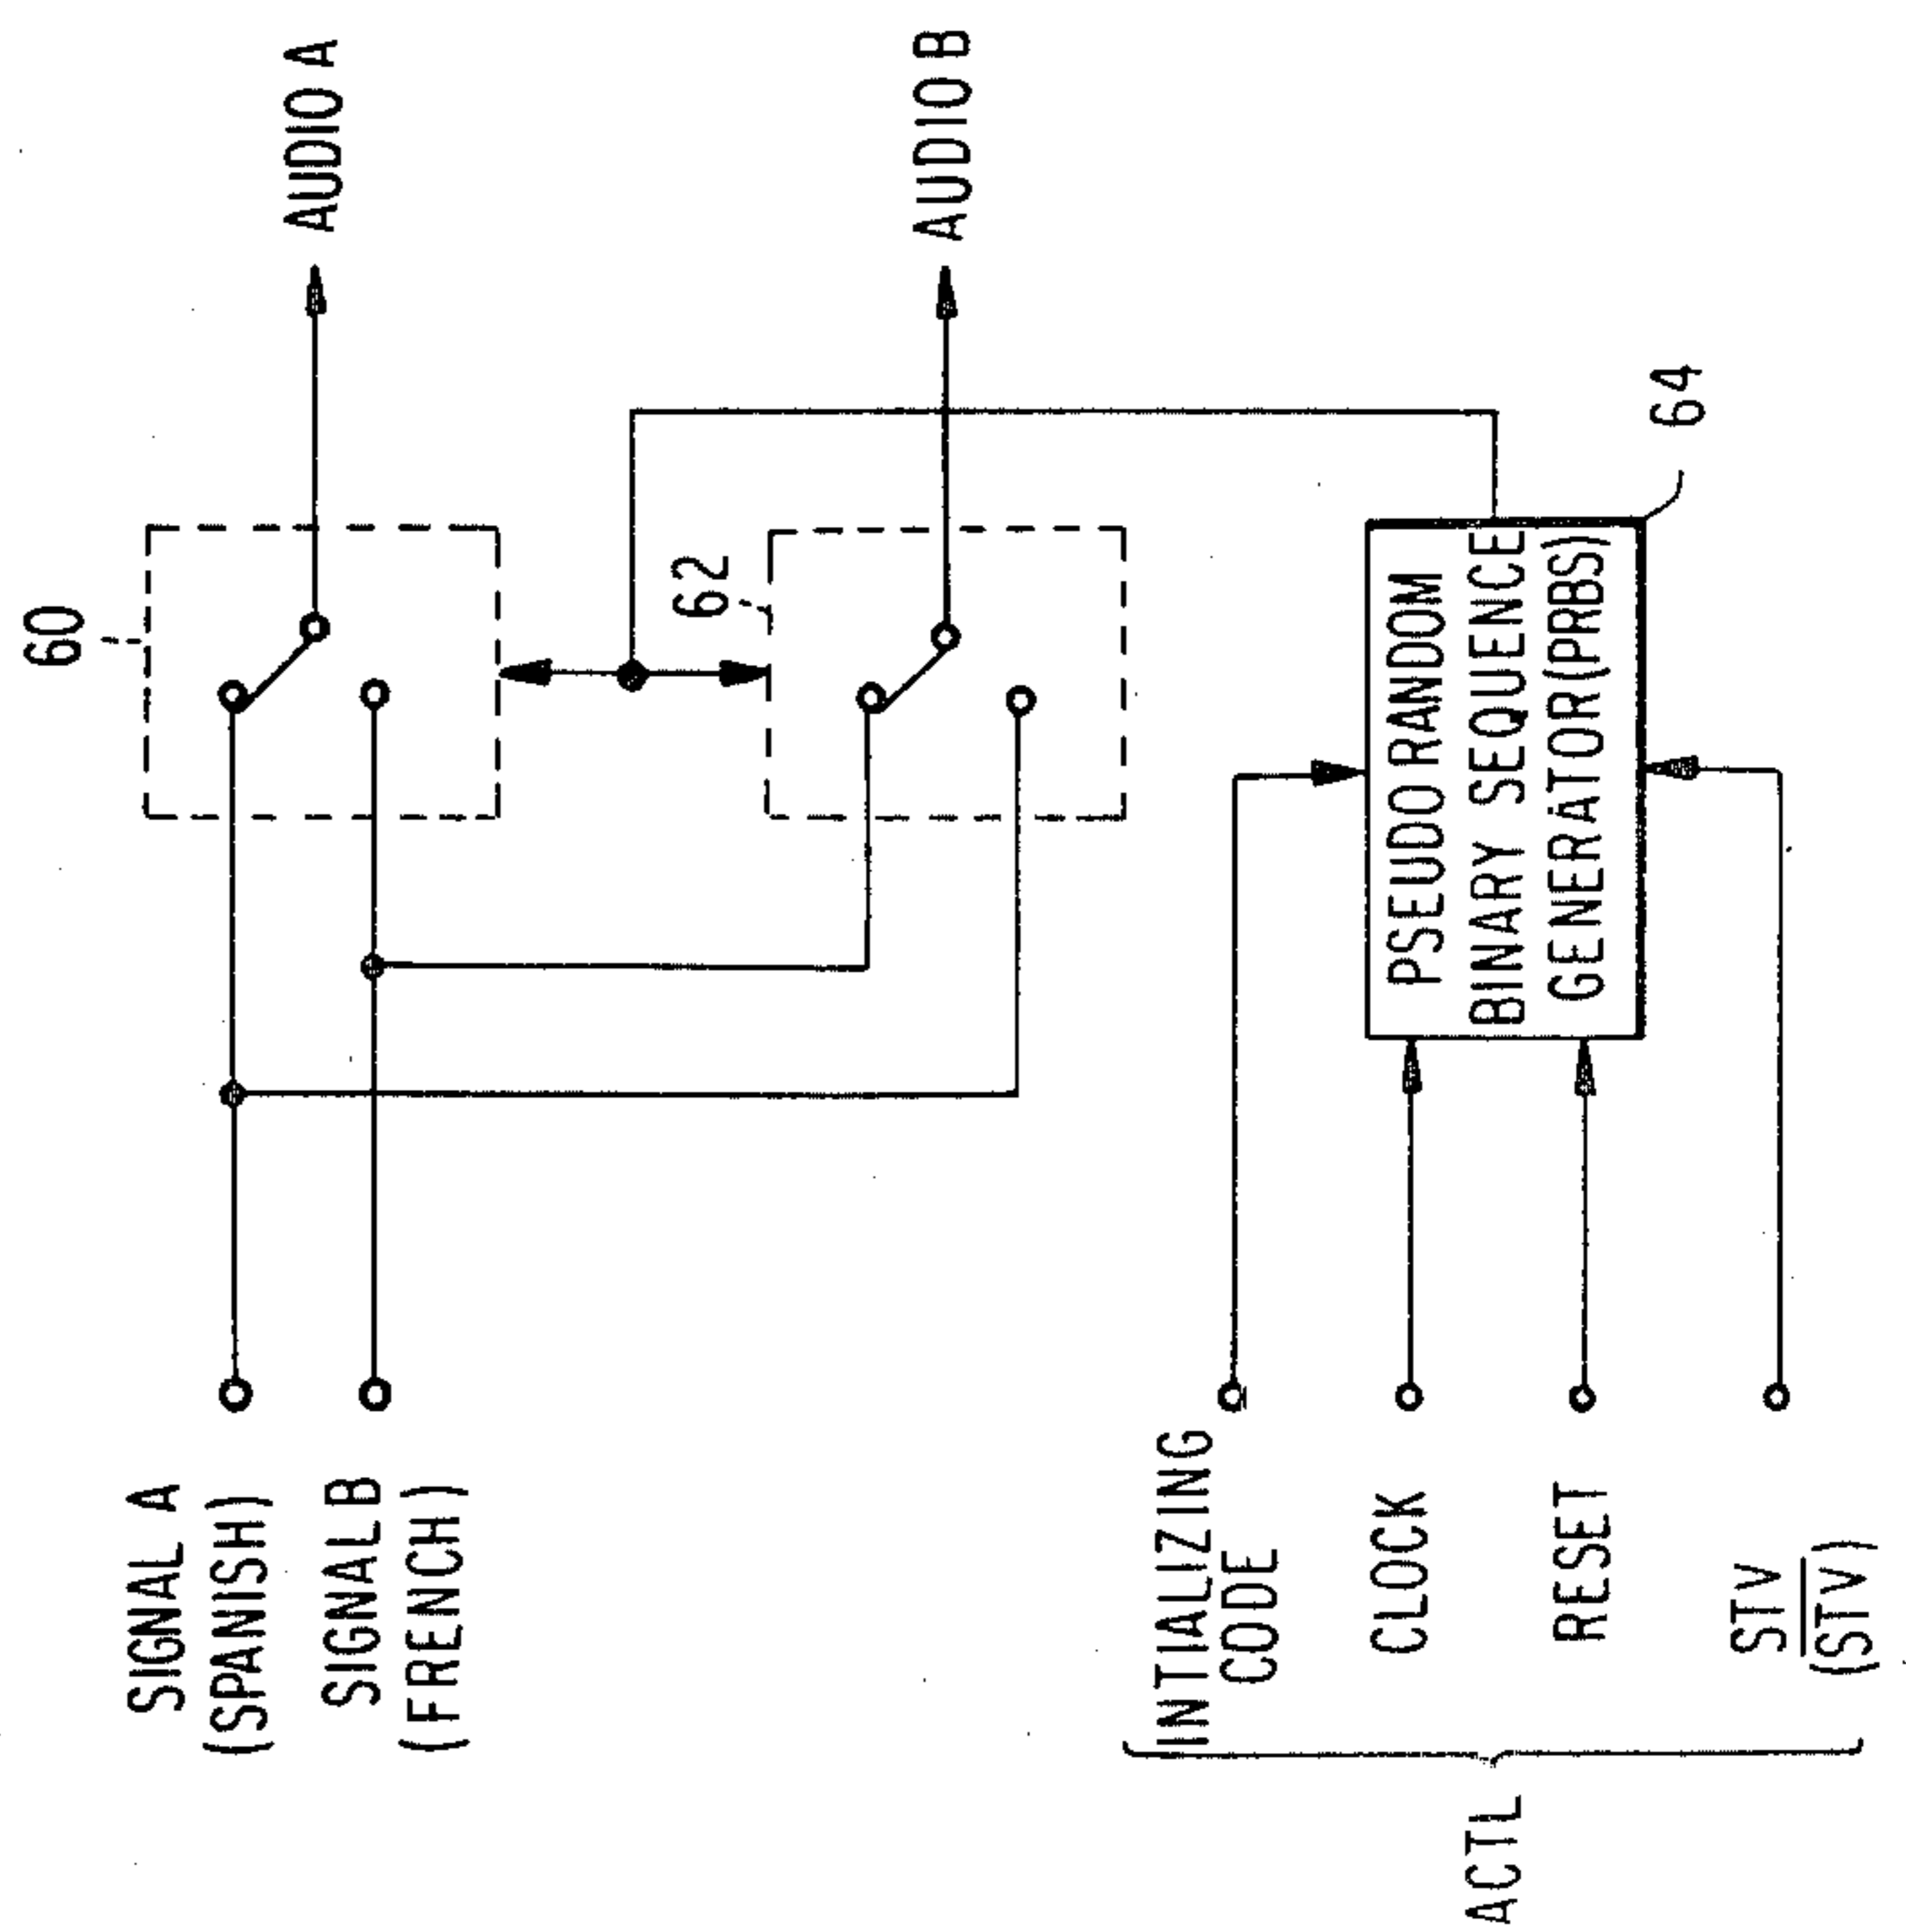 60
AUDIO A
SIGNAL A
(SPANISH)
SIGNAL B
(FRENCH)
62
AUDIO B
INTIALIZING
CODE
CLOCK
RESET
STV
(STV)
ACTL
PSEUDO RANDOM
BINARY SEQUENCE
GENERATOR (PRBS)
64